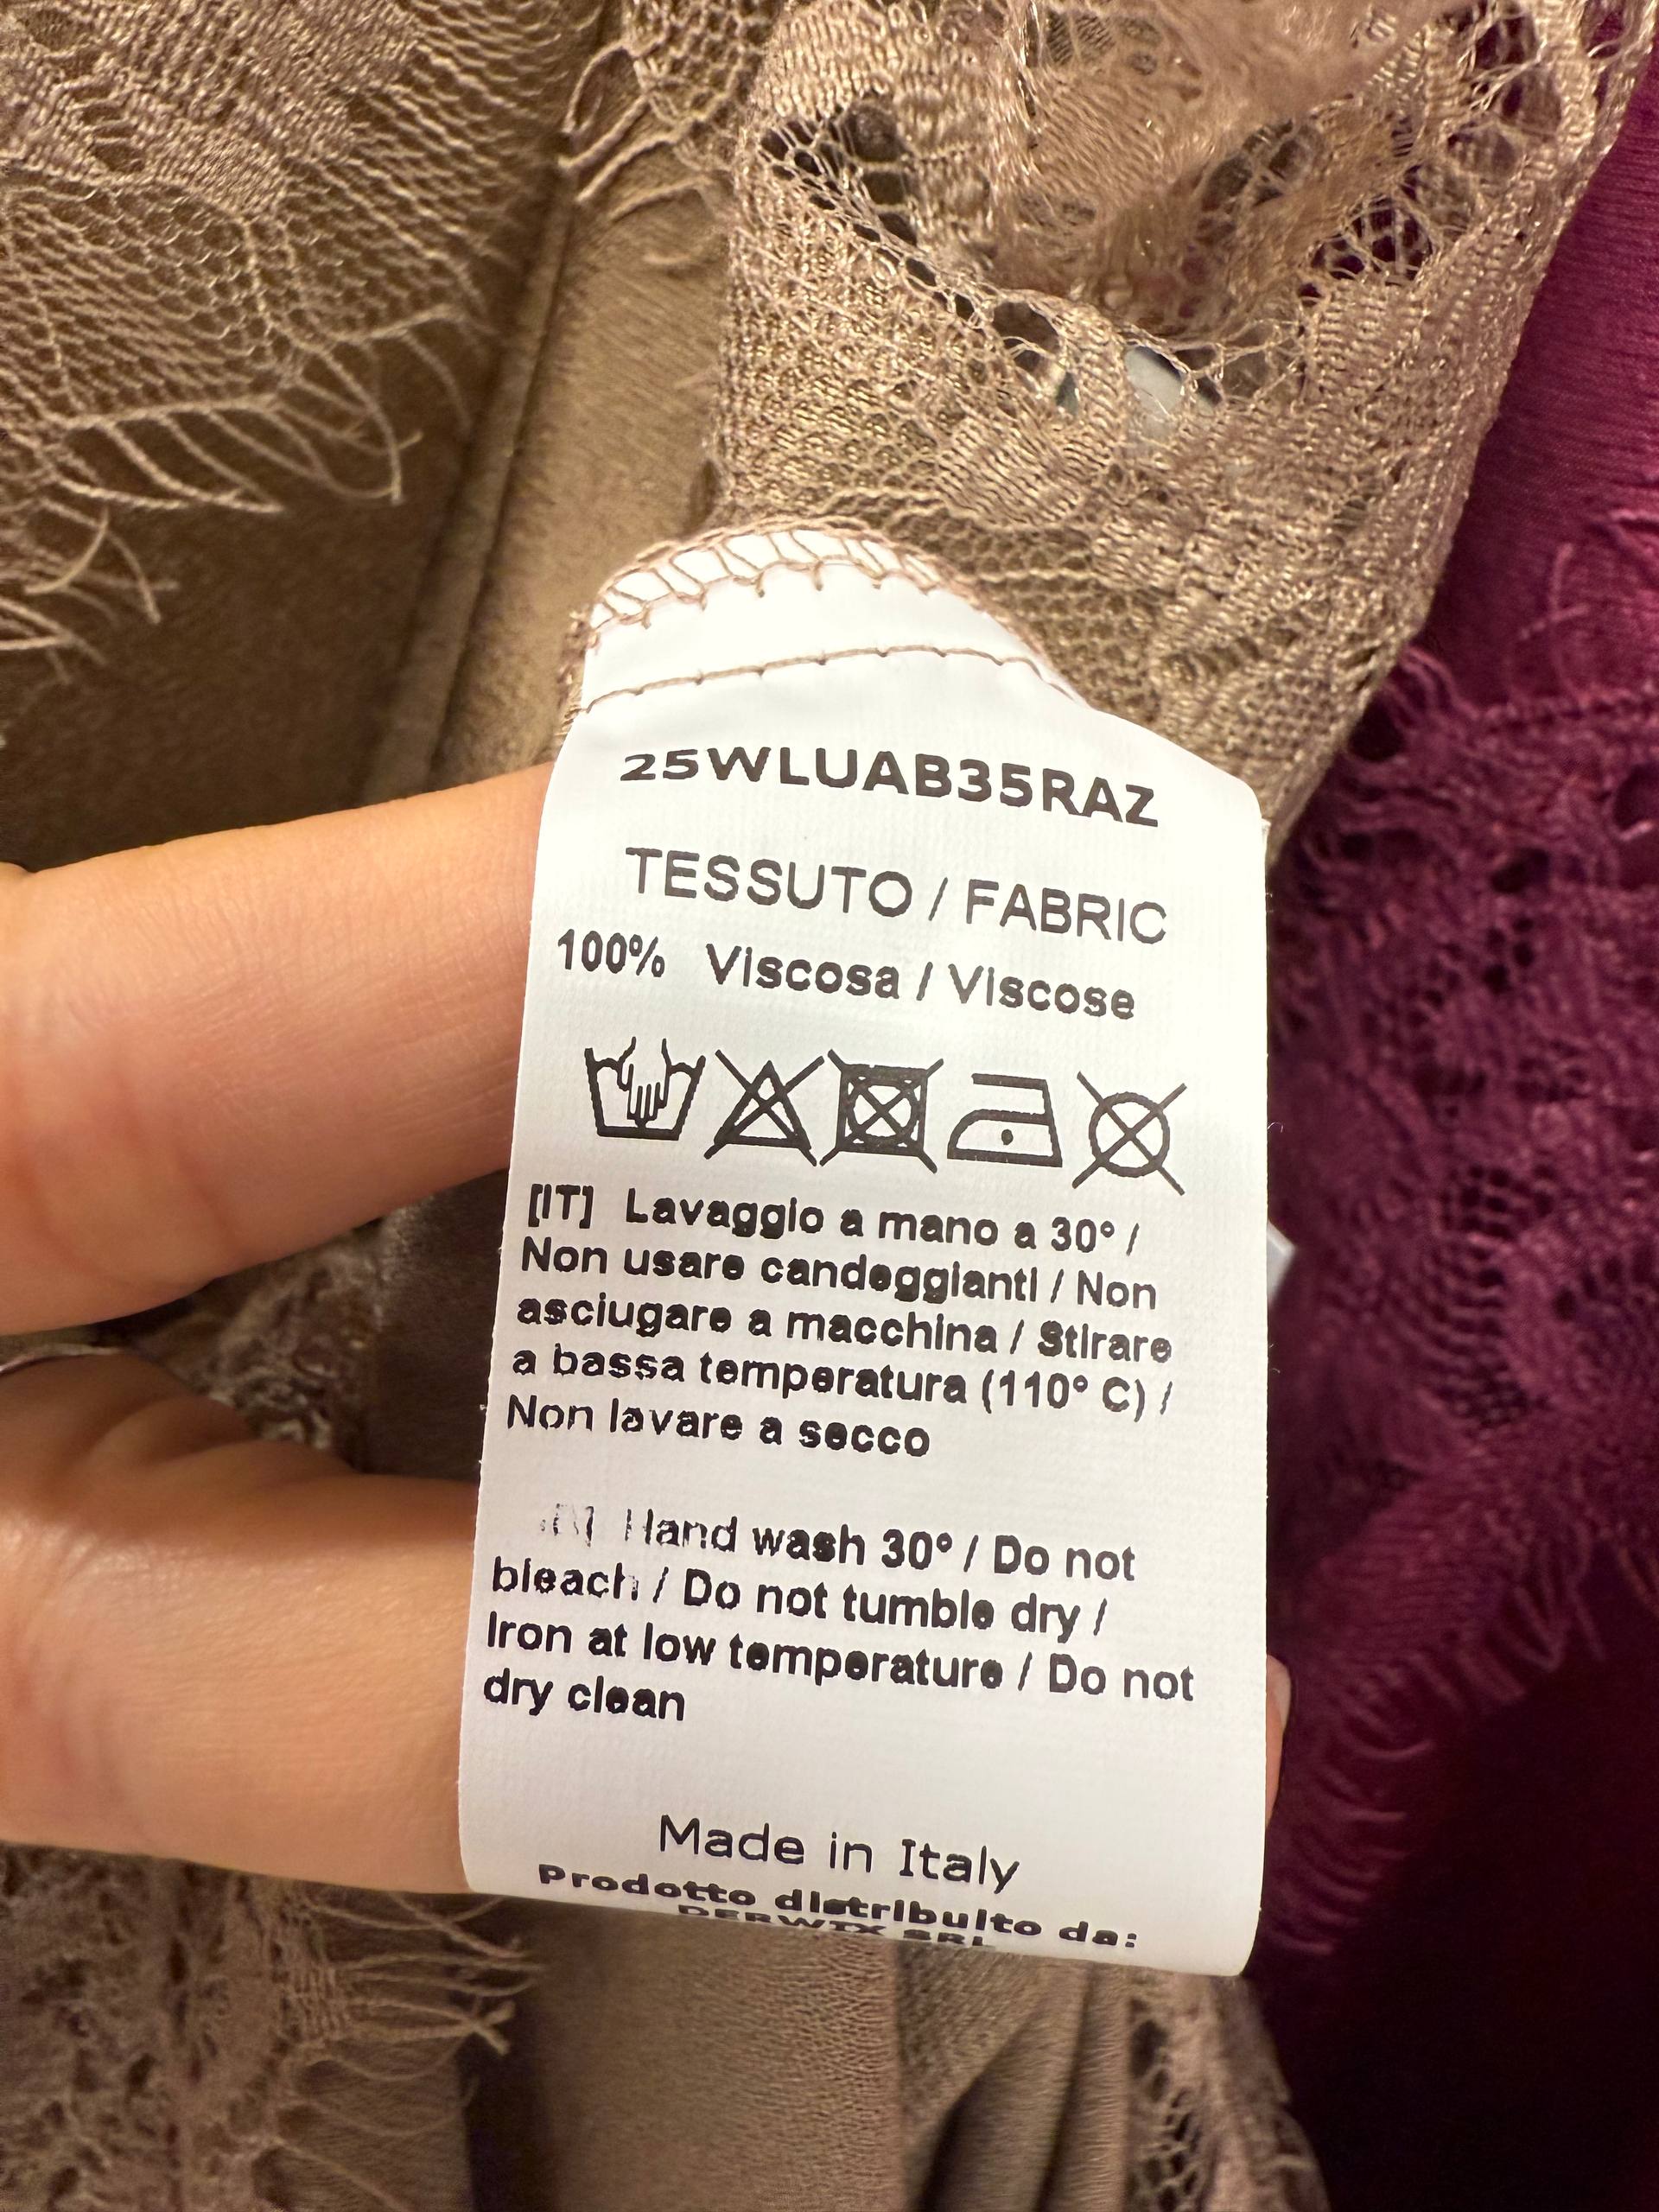 25WLUAB35RAZ
TESSUTO / FABRIC
100% Viscosa / Viscose
[IT] Lavaggio a mano a 30° /
Non usare candeggianti / Non
asciugare a macchina / Stirare
a bassa temperatura (110° C) /
Non lavare a secco
Hand wash 30° / Do not
bleach / Do not tumble dry /
Iron at low temperature / Do not
dry clean
Made in Italy
Prodotto distribuito da:
DERWIX SRL